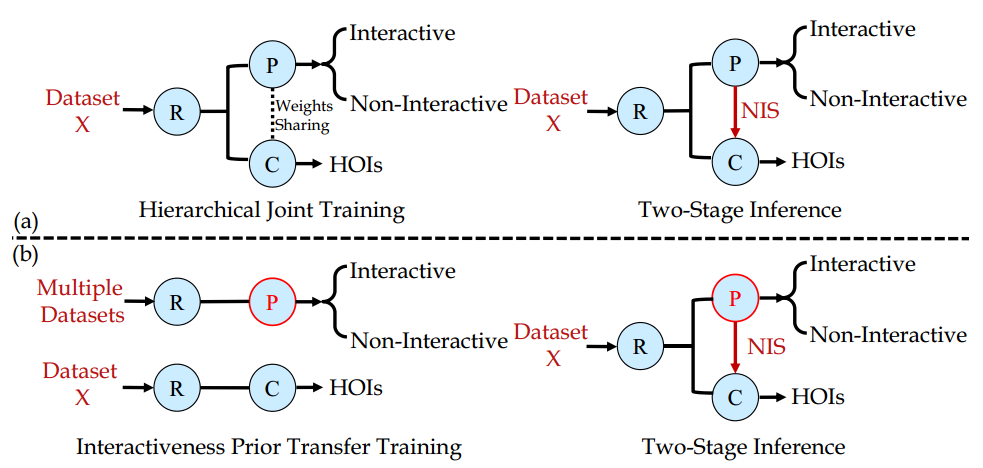 Dataset
X
R
P
C
Weights
Sharing
Interactive
Non-Interactive
HOIs
Hierarchical Joint Training
Dataset
X
R
P
NIS
C
Interactive
Non-Interactive
HOIs
Two-Stage Inference
(a)
(b)
Multiple
Datasets
R
P
Interactive
Non-Interactive
Dataset
X
R
C
HOIs
Interactiveness Prior Transfer Training
Dataset
X
R
P
NIS
C
Interactive
Non-Interactive
HOIs
Two-Stage Inference